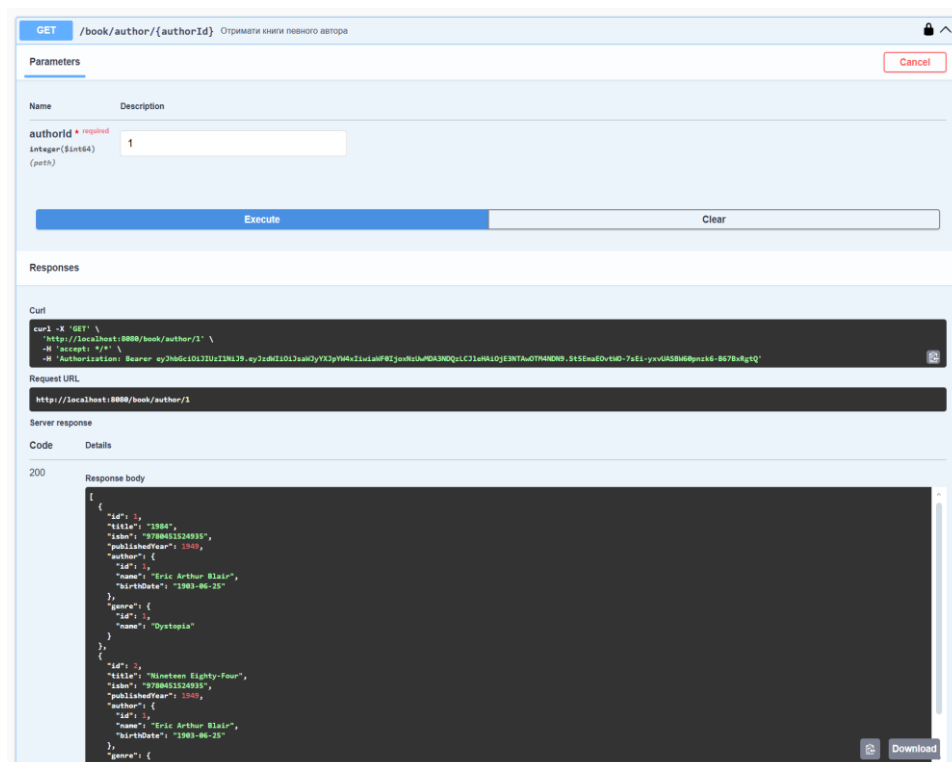 GET /book/author/{authorId} Отримати книги певного автора
Parameters
Cancel
Name Description
authorId * required
integer($int64)
(path)
1
Execute Clear
Responses
Curl
curl -X 'GET' \
'http://localhost:8080/book/author/1' \
-H 'accept: */*' \
-H 'Authorization: Bearer
Request URL
http://localhost:8080/book/author/1
Server response
Code Details
200
Response body
[
{
"id": 1,
"title": "1984",
"isbn": "9780451524935",
"publishedYear": 1949,
"author": {
"id": 1,
"name": "Eric Arthur Blair",
"birthDate": "1903-06-25"
},
"genre": {
"id": 1,
"name": "Dystopia"
}
},
{
"id": 2,
"title": "Nineteen Eighty-Four",
"isbn": "9780451524935",
"publishedYear": 1949,
"author": {
"id": 1,
"name": "Eric Arthur Blair",
"birthDate": "1903-06-25"
},
"genre": {
Download